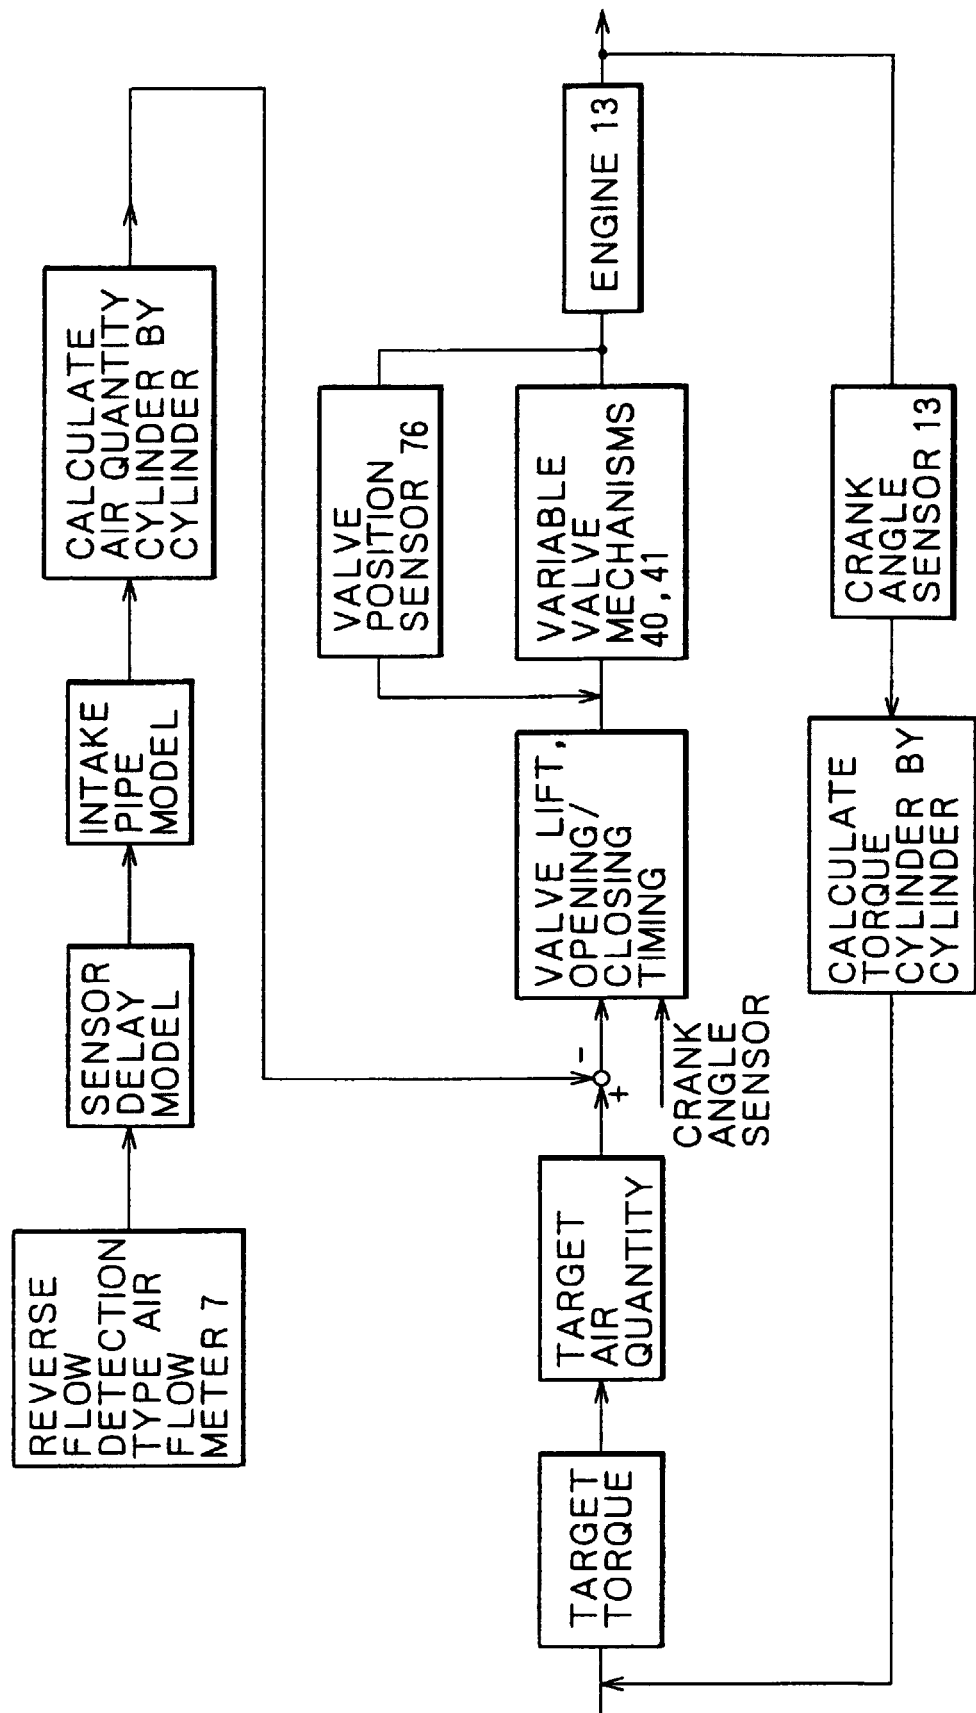 REVERSE
FLOW
DETECTION
TYPE AIR
FLOW
METER 7
SENSOR
DELAY
MODEL
INTAKE
PIPE
MODEL
CALCULATE
AIR QUANTITY
CYLINDER BY
CYLINDER
TARGET
TORQUE
TARGET
AIR
QUANTITY
+
-
CRANK
ANGLE
SENSOR
VALVE LIFT,
OPENING/
CLOSING
TIMING
VALVE
POSITION
SENSOR 76
VARIABLE
VALVE
MECHANISMS
40,41
ENGINE 13
CALCULATE
TORQUE
CYLINDER BY
CYLINDER
CRANK
ANGLE
SENSOR 13